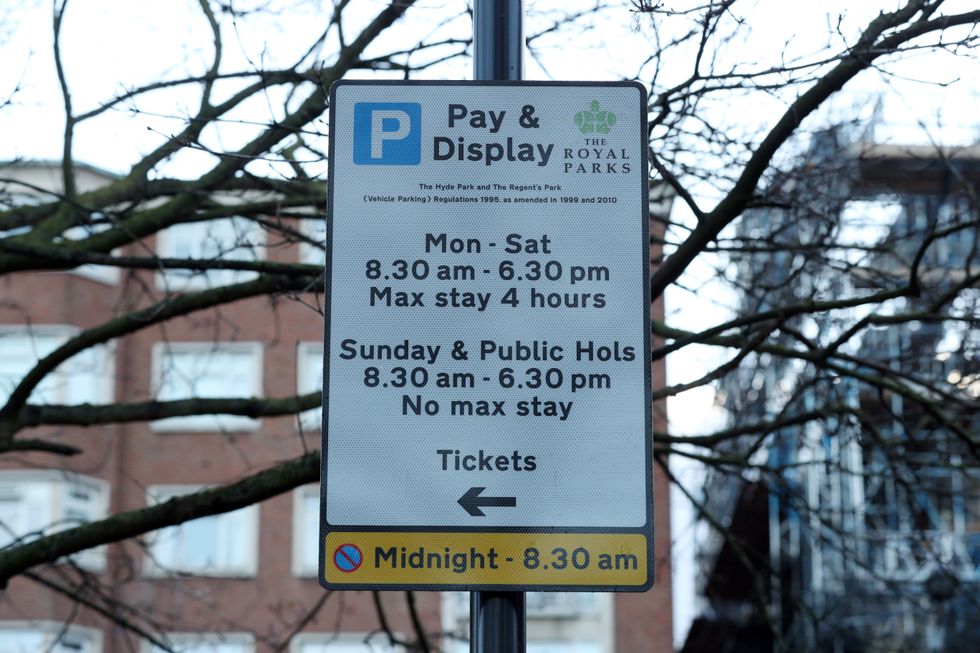 P
Pay &
Display
THE
ROYAL
PARKS
The Hyde Park and The Regent's Park
(Vehicle Parking) Regulations 1995. as amended in 1999 and 2010
Mon - Sat
8.30 am - 6.30 pm
Max stay 4 hours
Sunday & Public Hols
8.30 am - 6.30 pm
No max stay
Tickets
Midnight - 8.30 am